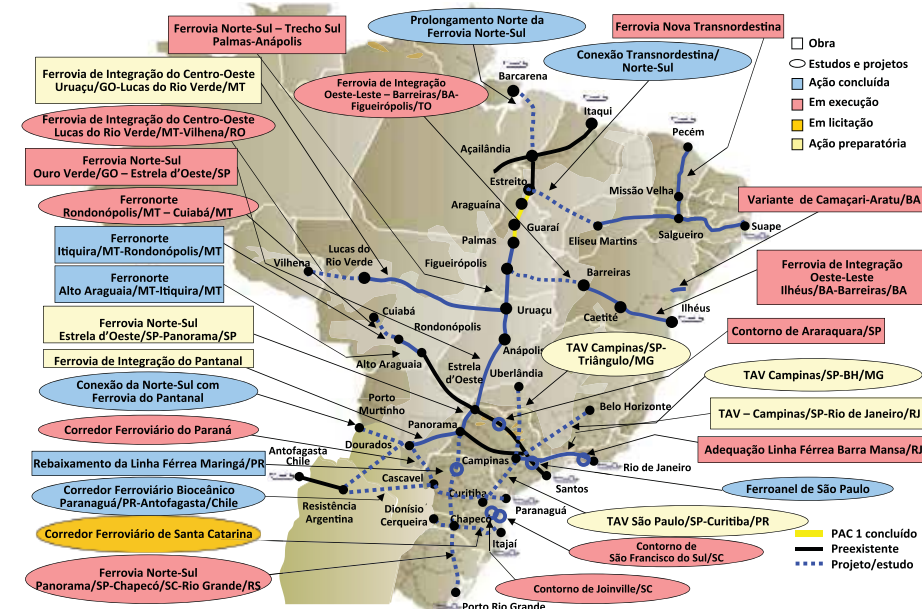 Ferrovia Norte-Sul – Trecho Sul
Palmas-Anápolis
Prolongamento Norte da
Ferrovia Norte-Sul
Ferrovia Nova Transnordestina
Conexão Transnordestina/
Norte-Sul
Obra
Estudos e projetos
Ação concluída
Em execução
Em licitação
Ação preparatória
Ferrovia de Integração do Centro-Oeste
Uruaçu/GO-Lucas do Rio Verde/MT
Ferrovia de Integração
Oeste-Leste – Barreiras/BA-
Figueirópolis/TO
Ferrovia de Integração do Centro-Oeste
Lucas do Rio Verde/MT-Vilhena/RO
Ferrovia Norte-Sul
Ouro Verde/GO – Estrela d’Oeste/SP
Ferrovia
Rondonópolis/MT – Cuiabá/MT
Ferronorte
Itiquira/MT-Rondonópolis/MT
Ferronorte
Alto Araguaia/MT-Itiquira/MT
Ferrovia Norte-Sul
Estrela d’Oeste/SP-Panorama/SP
Ferrovia de Integração do Pantanal
Conexão da Norte-Sul com
Ferrovia do Pantanal
Corredor Ferroviário do Paraná
Rebaixamento da Linha Férrea Maringá/PR
Corredor Ferroviário Bioceânico
Paranaguá/PR-Antofagasta/Chile
Corredor Ferroviário de Santa Catarina
Ferrovia Norte-Sul
Panorama/SP-Chapecó/SC-Rio Grande/RS
Barcarena
Itaqui
Pecém
Açailândia
Estreito
Missão Velha
Araguaína
Guaraí
Palmas
Eliseu Martins
Salgueiro
Suape
Variante de Camaçari-Aratu/BA
Vilhena
Lucas do
Rio Verde
Figueirópolis
Barreiras
Ferrovia de Integração
Oeste-Leste
Ilhéus/BA-Barreiras/BA
Uruaçu
Caetité
Ilhéus
Cuiabá
Rondonópolis
Anápolis
Alto Araguaia
Estrela
d’Oeste
Uberlândia
TAV Campinas/SP-
Triângulo/MG
Contorno de Araraquara/SP
TAV Campinas/SP-BH/MG
Porto
Murtinho
Panorama
Belo Horizonte
TAV – Campinas/SP-Rio de Janeiro/RJ
Dourados
Antofagasta
Chile
Campinas
Rio de Janeiro
Adequação Linha Férrea Barra Mansa/RJ
Cascavel
Santos
Ferroanel de São Paulo
Resistência
Argentina
Curitiba
Paranaguá
Dionísio
Cerqueira
Chapecó
Itajaí
TAV São Paulo/SP-Curitiba/PR
Contorno de
São Francisco do Sul/SC
Contorno de Joinville/SC
Porto Rio Grande
PAC 1 concluído
Preexistente
Projeto/estudo